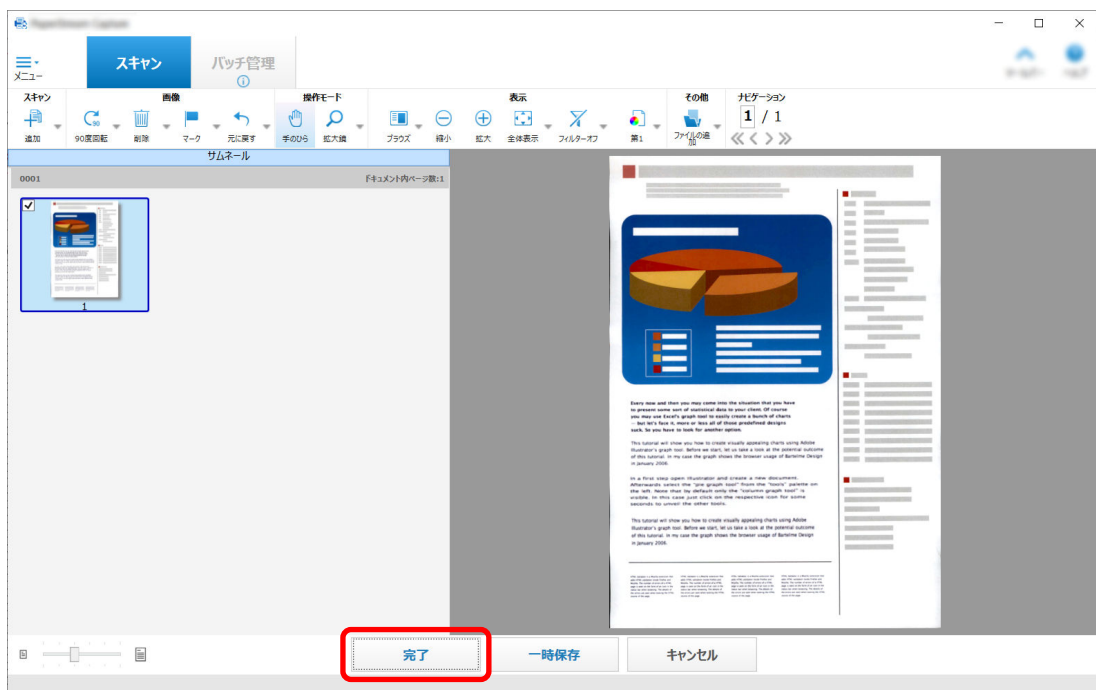 メニュー
スキャン
バッチ管理
スキャン 画像 操作モード 表示 その他 ナビゲーション
追加 90度回転 削除 マーク 元に戻す 手のひら 拡大鏡 ブラウズ 縮小 拡大 全体表示 フィルターオフ 第1 ファイルの追加 1 / 1
サムネール
0001 ドキュメント内ページ数:1
1
Every now and then you may come into the situation that you have
to present some sort of statistical data to your client. Of course
you may use Excel's graph tool to easily create a bunch of charts
— but let's face it, more or less all of those predefined designs
suck. So you have to look for another option.
This tutorial will show you how to create visually appealing charts using Adobe
Illustrator's graph tool. Before we start, let us take a look at the potential outcome
of this tutorial. In my case the graph shows the browser usage of Bartelme Design
in January 2006.
In a first step open Illustrator and create a new document.
Afterwards select the "pie graph tool" from the "tools" palette on
the left. Note that by default only the "column graph tool" is
visible. In this case just click on the respective icon for some
seconds to unveil the other tools.
This tutorial will show you how to create visually appealing charts using Adobe
Illustrator's graph tool. Before we start, let us take a look at the potential outcome
of this tutorial. In my case the graph shows the browser usage of Bartelme Design
in January 2006.
完了 一時保存 キャンセル